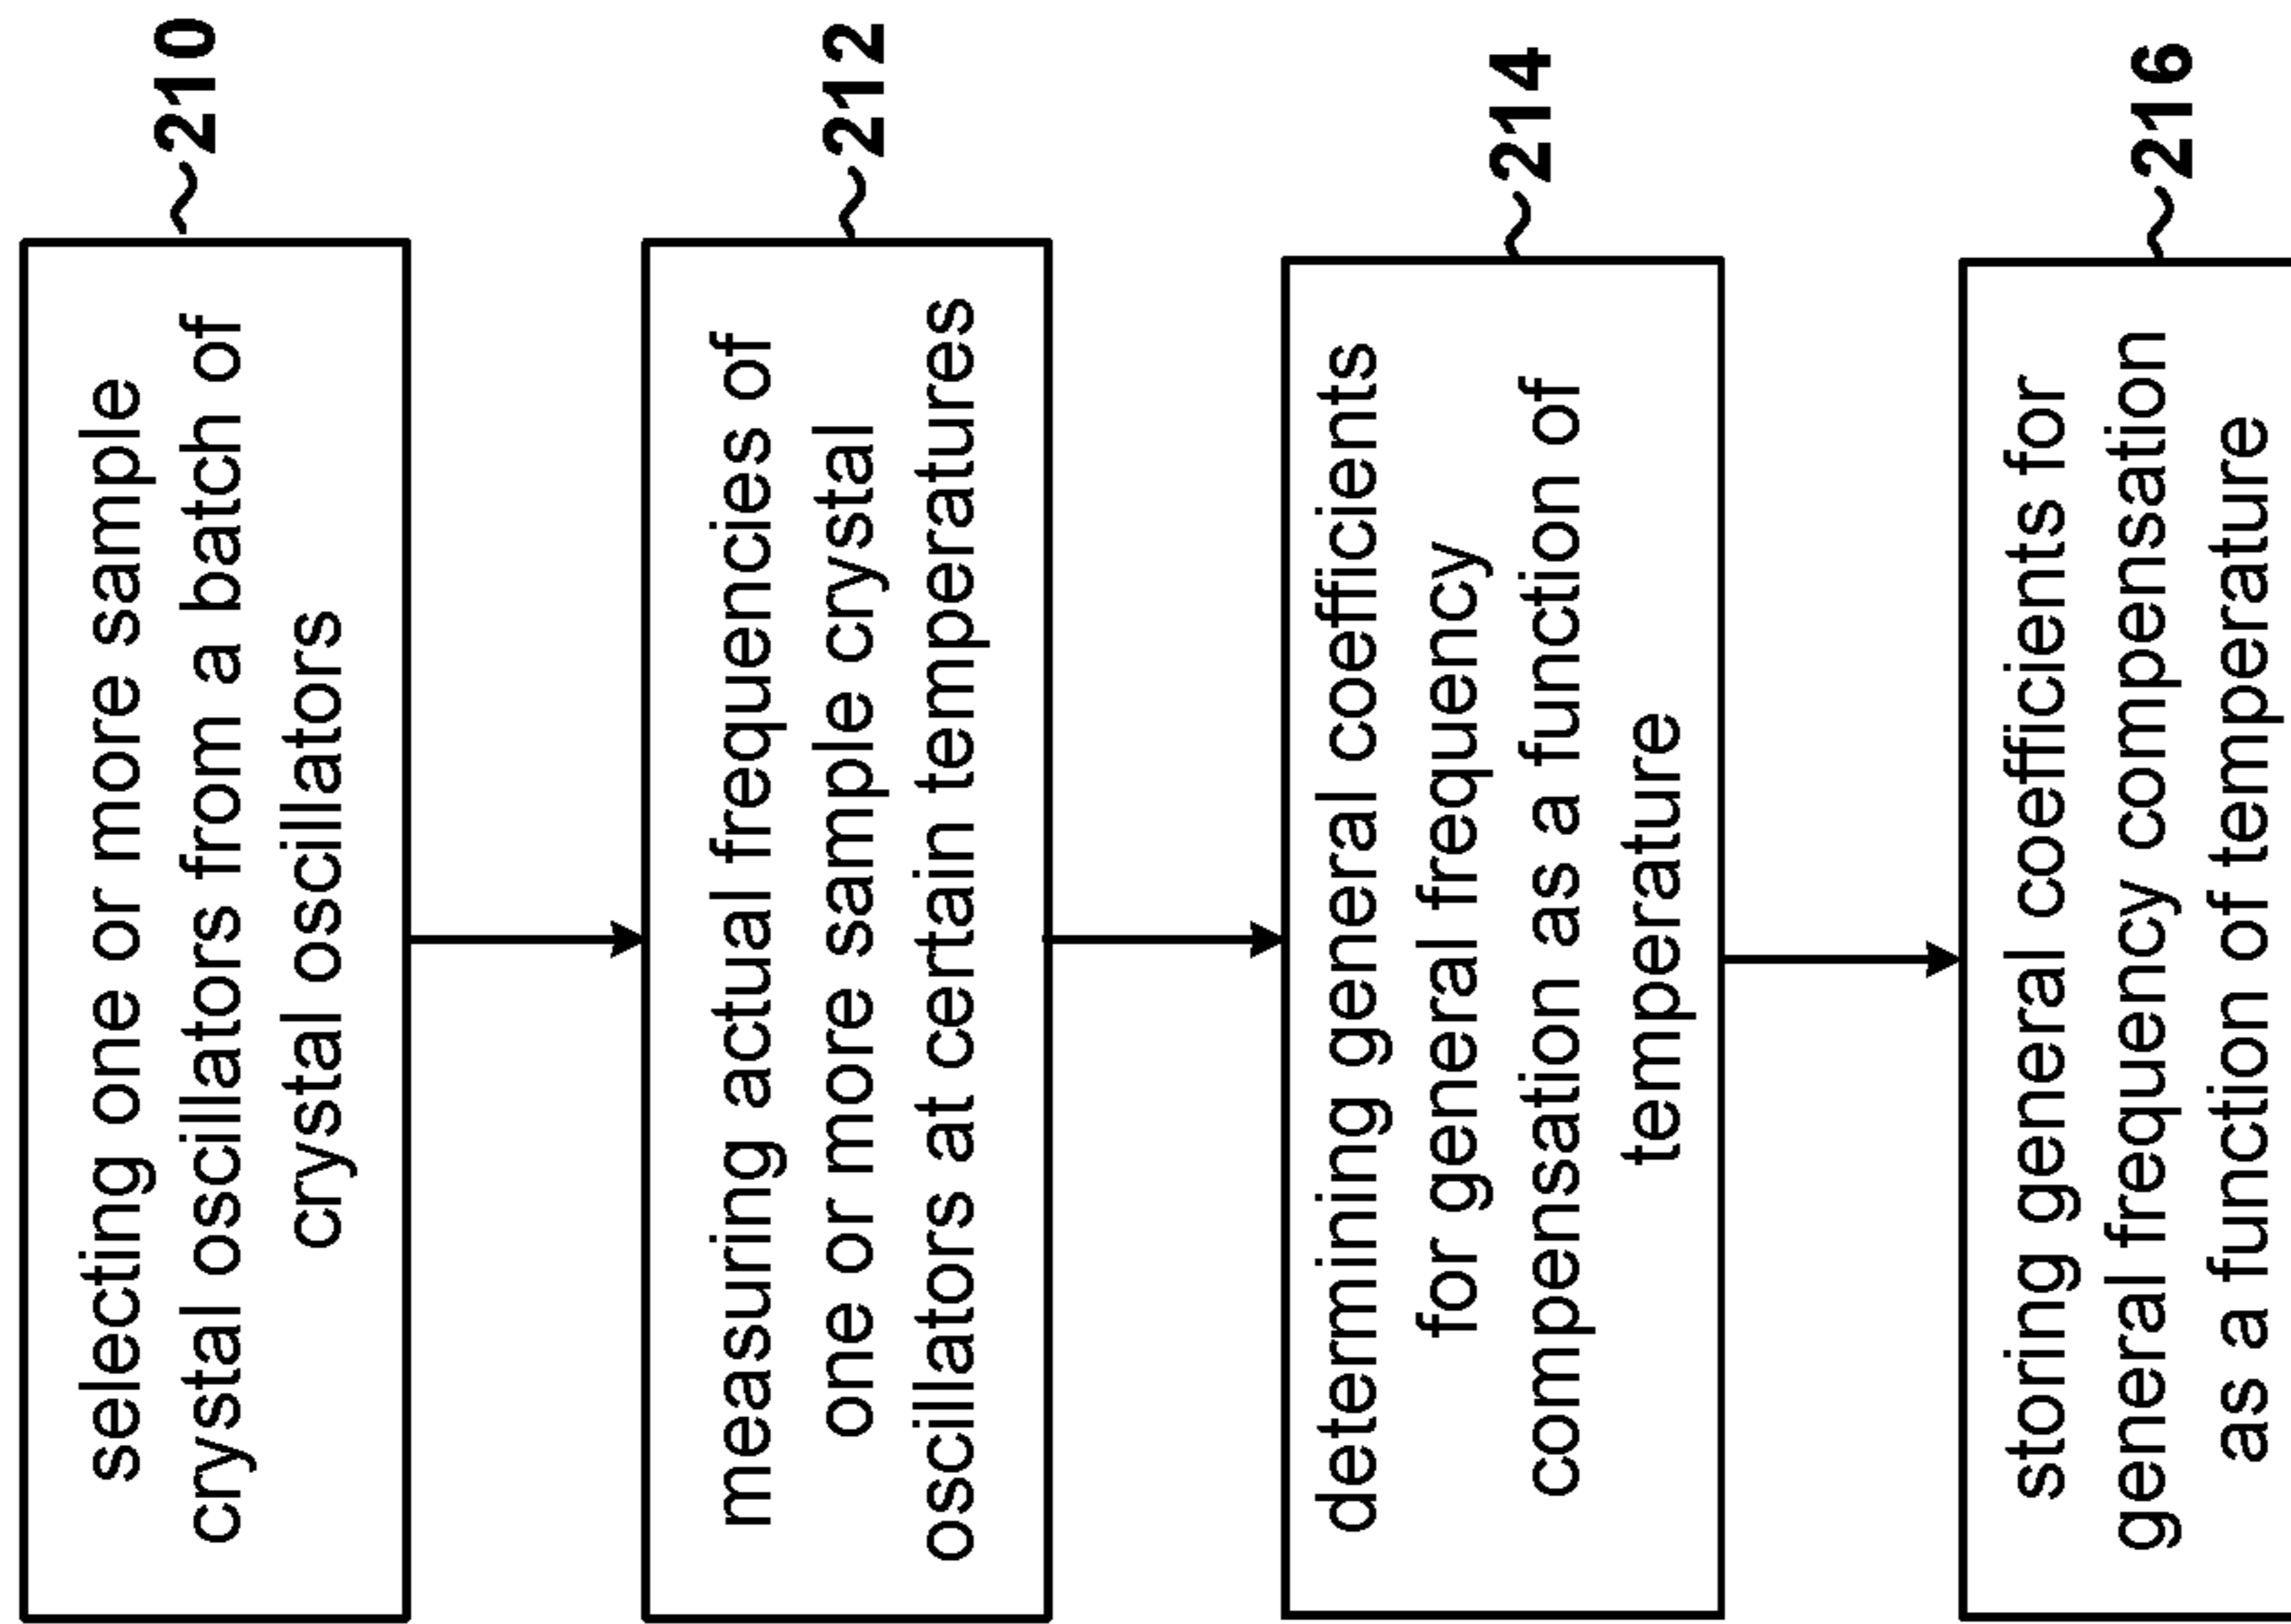 selecting one or more sample
crystal oscillators from a batch of
crystal oscillators
~210
measuring actual frequencies of
one or more sample crystal
oscillators at certain temperatures
~212
determining general coefficients
for general frequency
compensation as a function of
temperature
~214
storing general coefficients for
general frequency compensation
as a function of temperature
~216